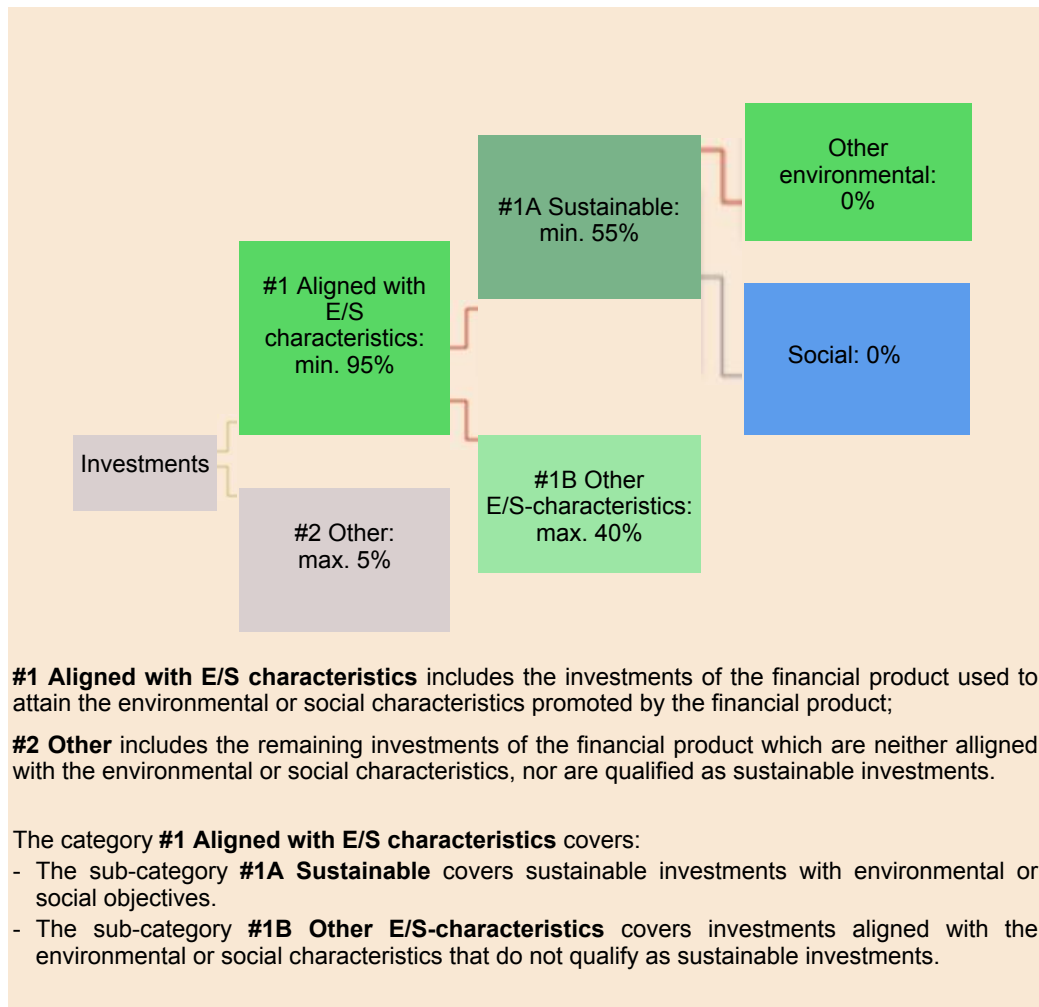 Other
environmental:
0%
#1A Sustainable:
min. 55%
#1 Aligned with
E/S
characteristics:
min. 95%
Social: 0%
Investments
#1B Other
E/S-characteristics:
max. 40%
#2 Other:
max. 5%
#1 Aligned with E/S characteristics includes the investments of the financial product used to
attain the environmental or social characteristics promoted by the financial product;
#2 Other includes the remaining investments of the financial product which are neither alligned
with the environmental or social characteristics, nor are qualified as sustainable investments.
The category #1 Aligned with E/S characteristics covers:
- The sub-category #1A Sustainable covers sustainable investments with environmental or
social objectives.
- The sub-category #1B Other E/S-characteristics covers investments aligned with the
environmental or social characteristics that do not qualify as sustainable investments.